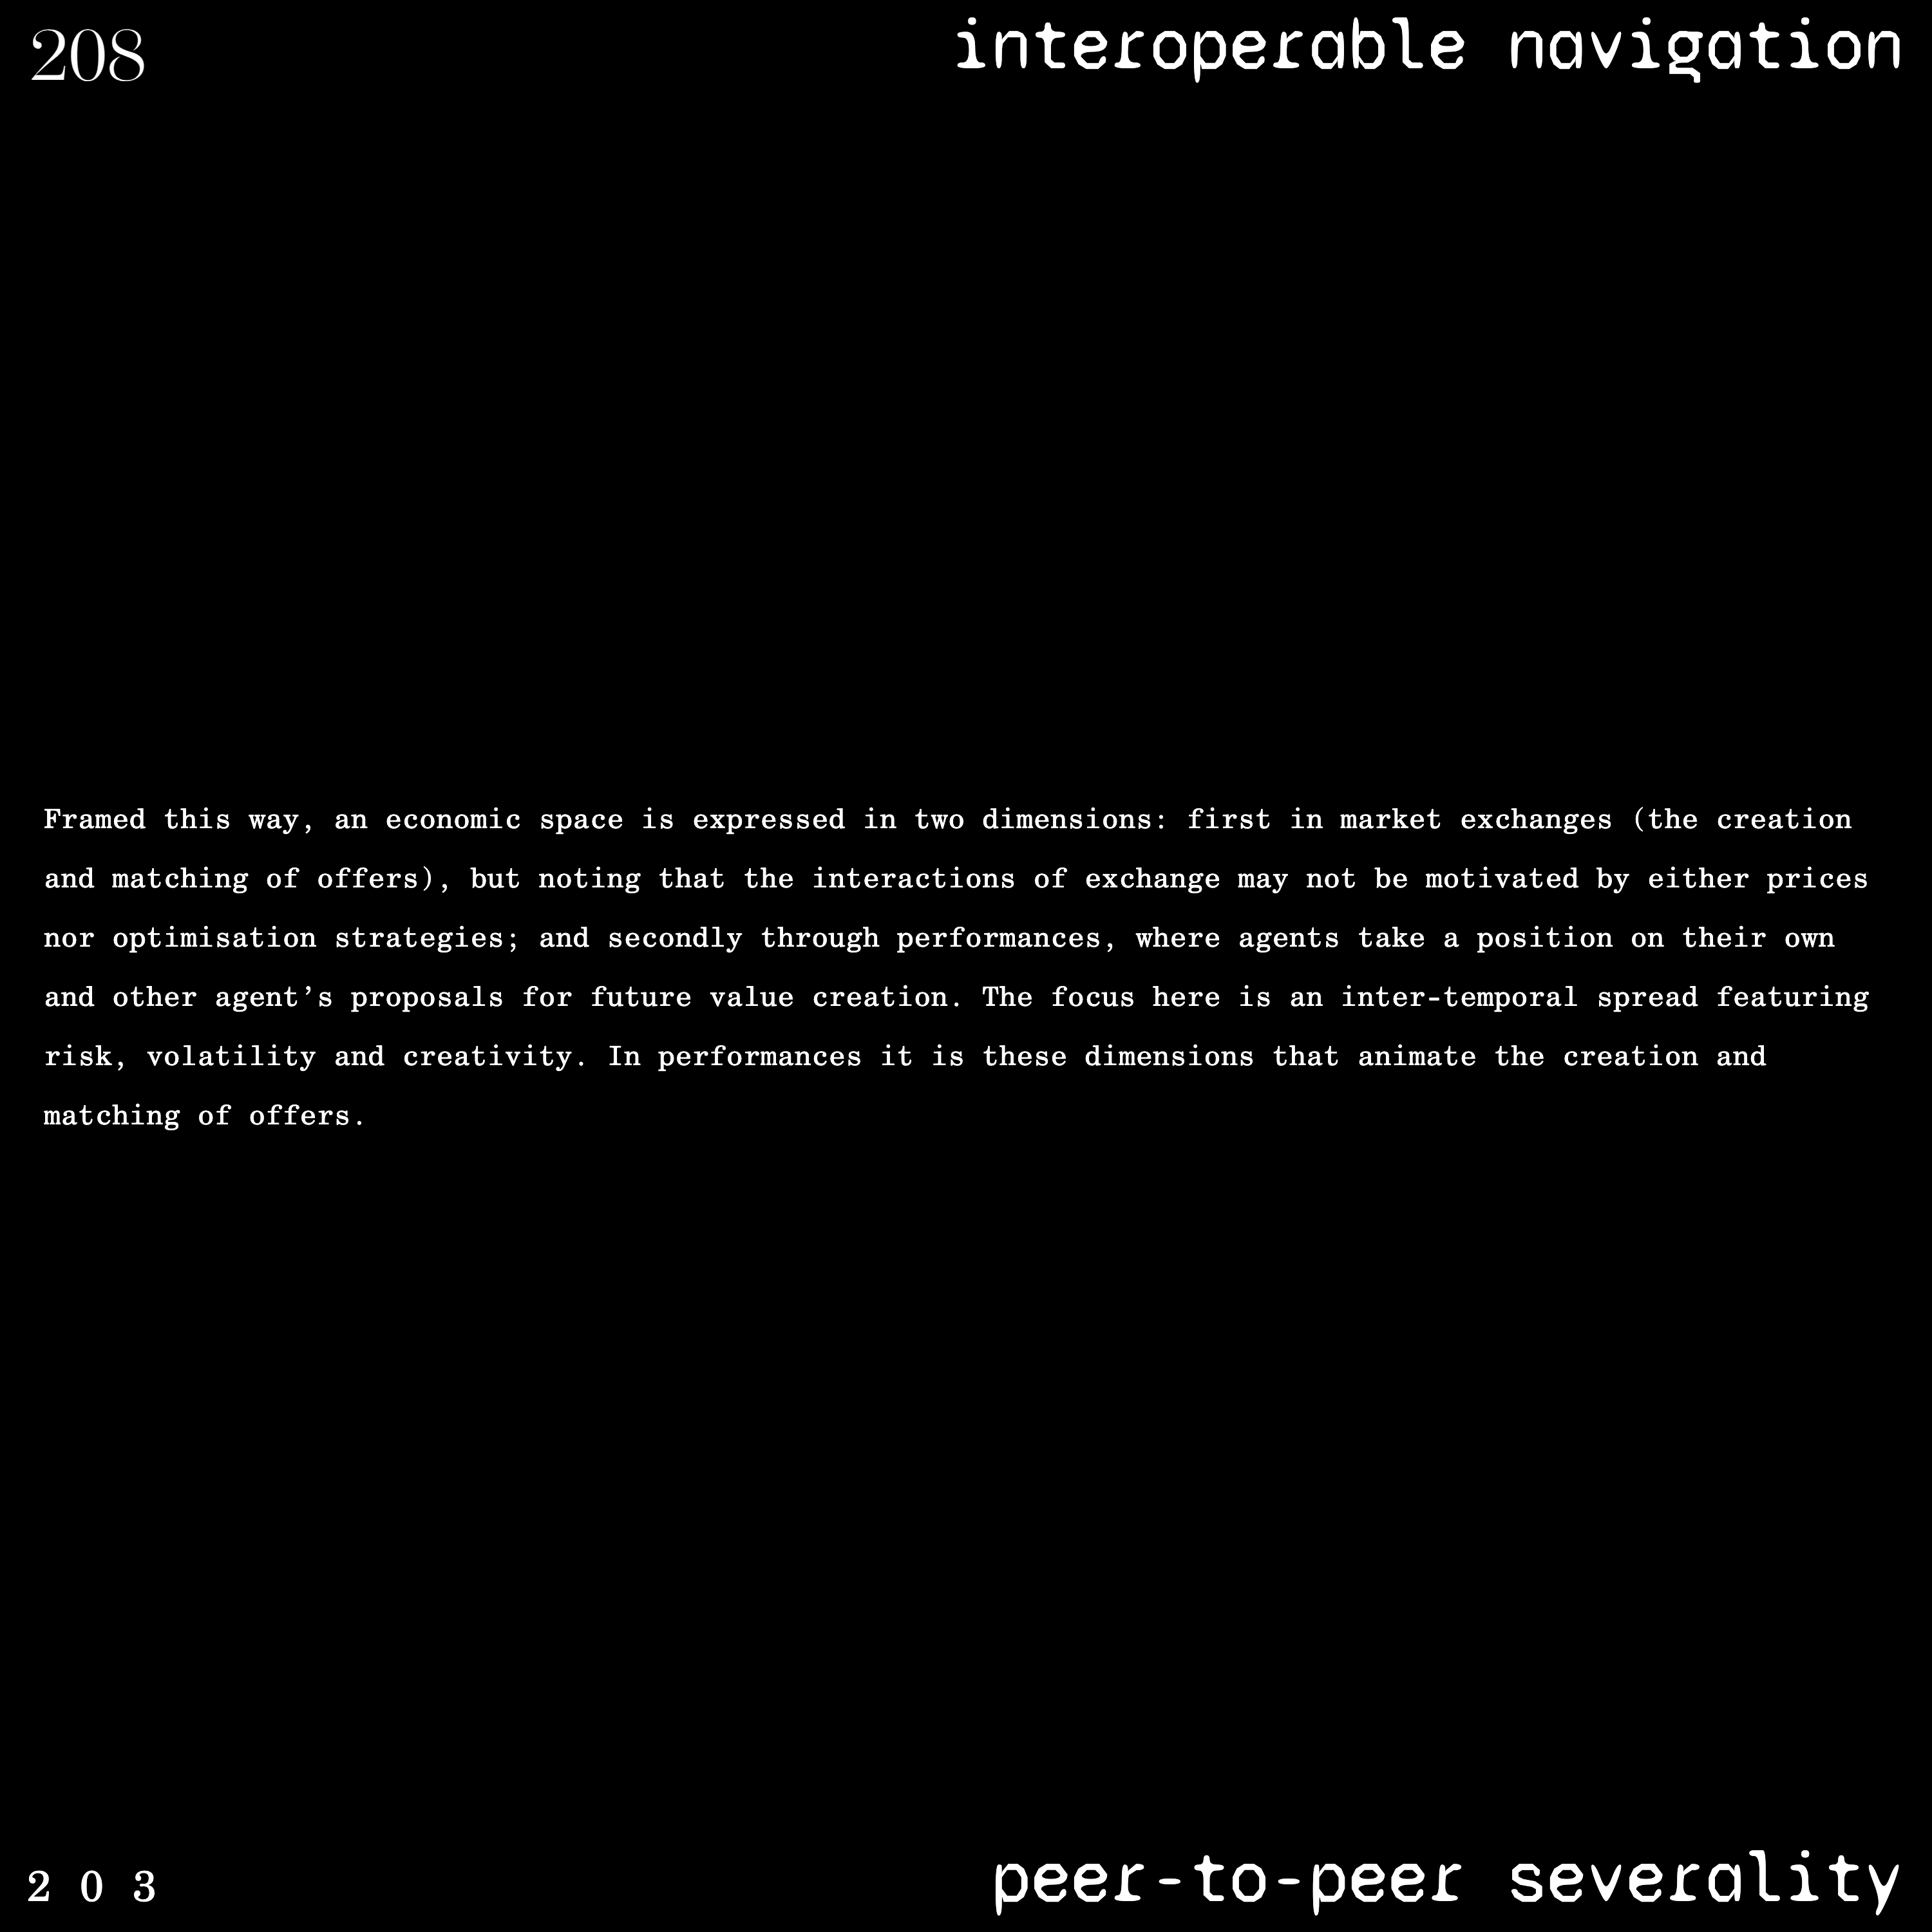 208
interoperable navigation
Framed this way, an economic space is expressed in two dimensions: first in market exchanges (the creation
and matching of offers), but noting that the interactions of exchange may not be motivated by either prices
nor optimisation strategies; and secondly through performances, where agents take a position on their own
and other agent’s proposals for future value creation. The focus here is an inter-temporal spread featuring
risk, volatility and creativity. In performances it is these dimensions that animate the creation and
matching of offers.
2 0 3
peer-to-peer severality